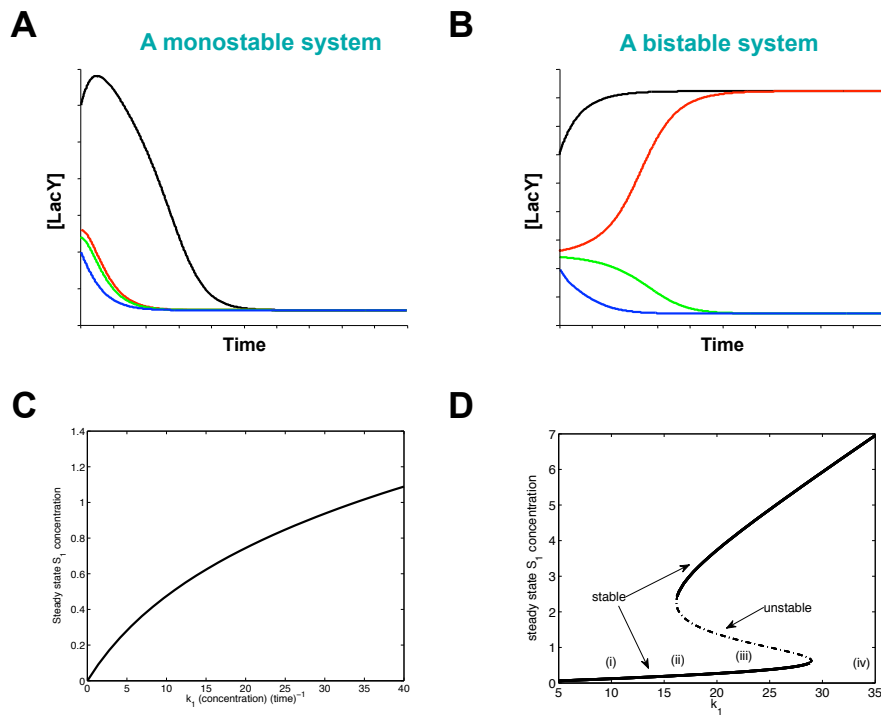 A
A monostable system
[LacY]
Time
B
A bistable system
[LacY]
Time
C
1.4
1.2
1
0.8
0.6
0.4
0.2
0
Steady state S₁ concentration
0 5 10 15 20 25 30 35 40
k₁ (concentration) (time)⁻¹
D
7
6
5
4
3
2
1
0
steady state S₁ concentration
stable
unstable
(i) (ii) (iii) (iv)
5 10 15 20 25 30 35
k₁